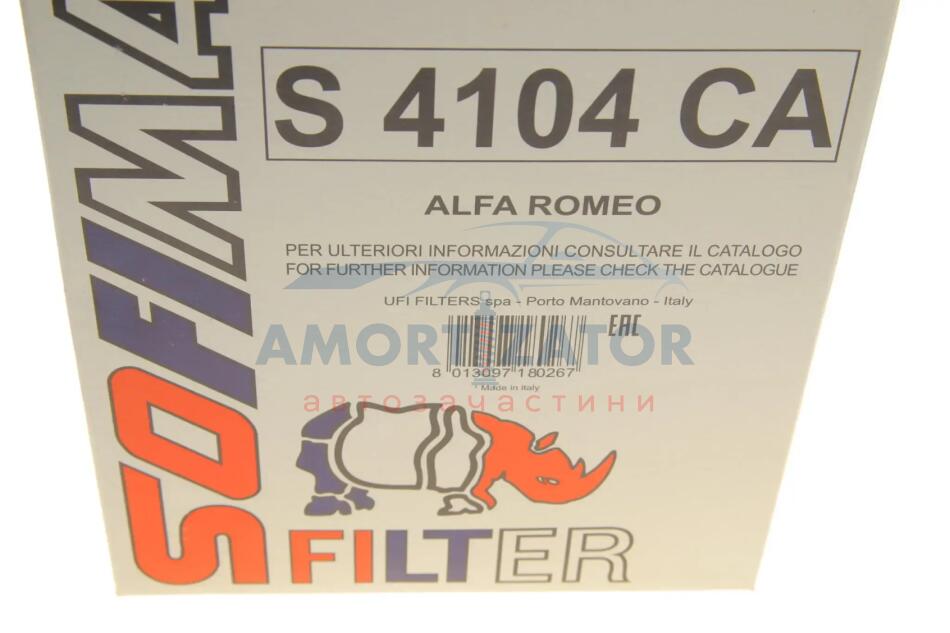 SOFIMA
S 4104 CA
ALFA ROMEO
PER ULTERIORI INFORMAZIONI CONSULTARE IL CATALOGO
FOR FURTHER INFORMATION PLEASE CHECK THE CATALOGUE
UFI FILTERS spa - Porto Mantovano - Italy
EAC
AMORTIZATOR
8 013097 180267
Made in Italy
автозачастини
FILTER